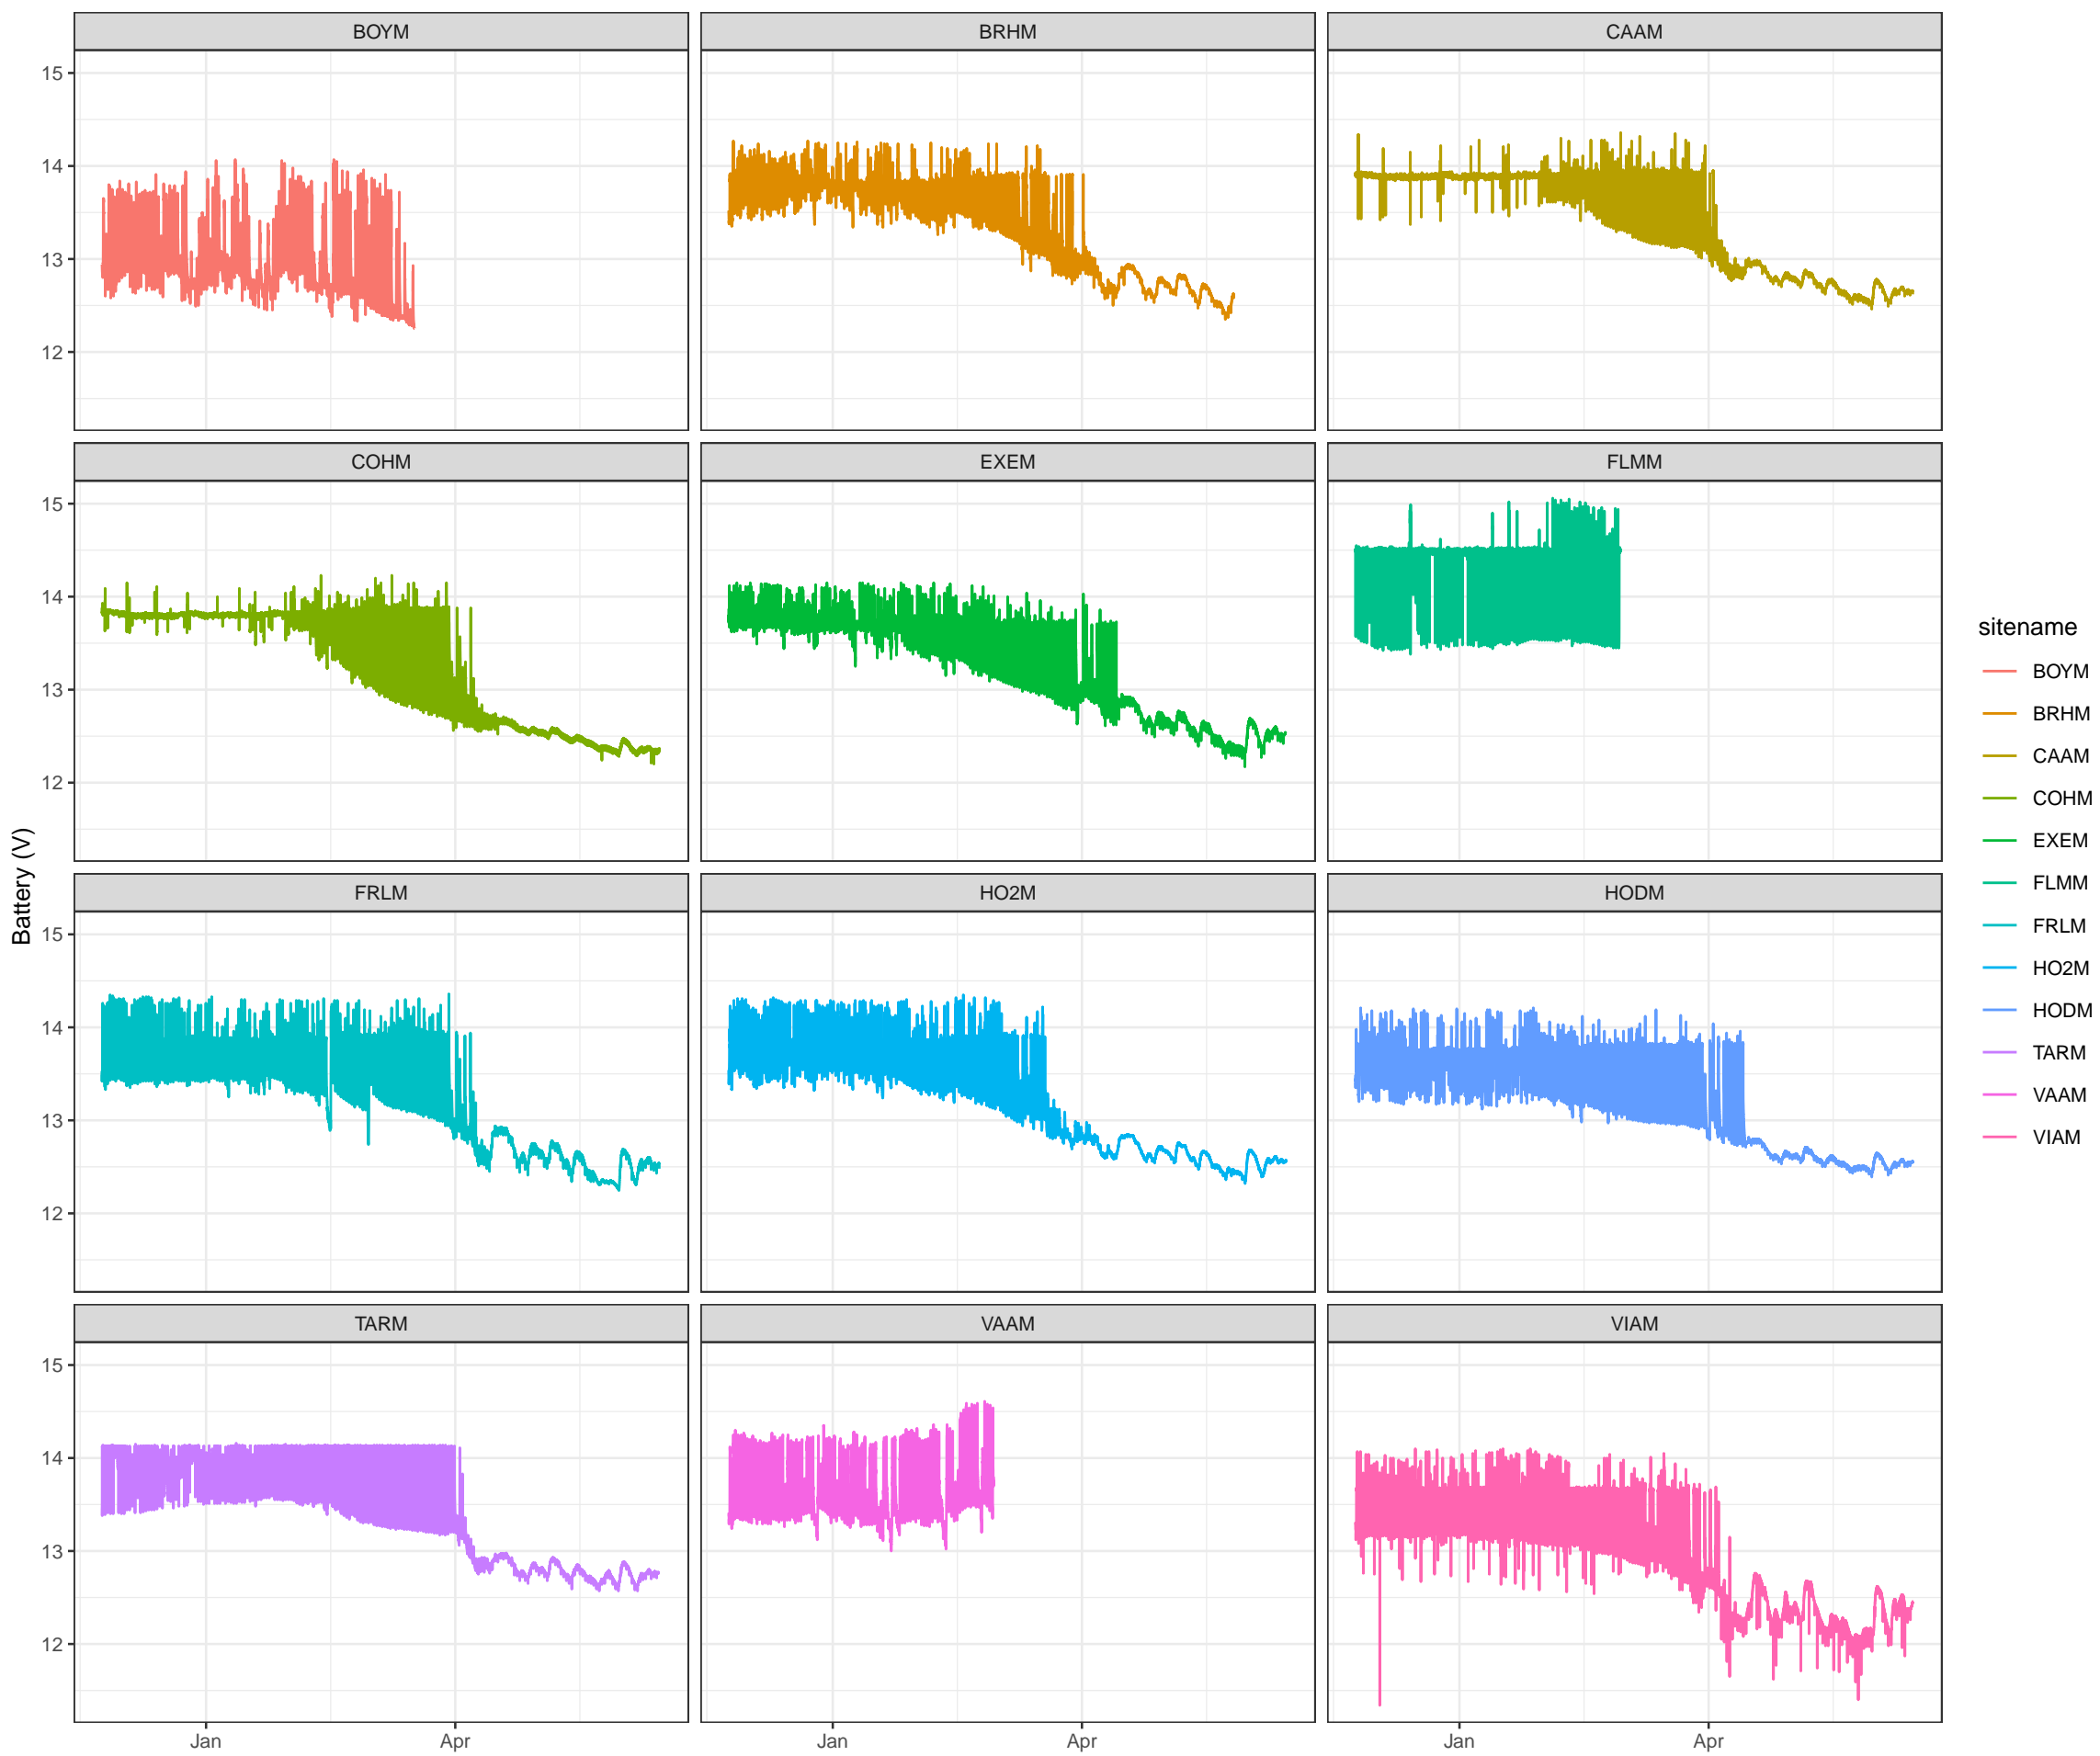 BOYM BRHM CAAM
15
14
13
12
COHM EXEM FLMM
15
14
13
12
FRLM HO2M HODM
15
14
13
12
TARM VAAM VIAM
15
14
13
12
Jan Apr Jan Apr Jan Apr
Battery (V)
sitename
BOYM
BRHM
CAAM
COHM
EXEM
FLMM
FRLM
HO2M
HODM
TARM
VAAM
VIAM